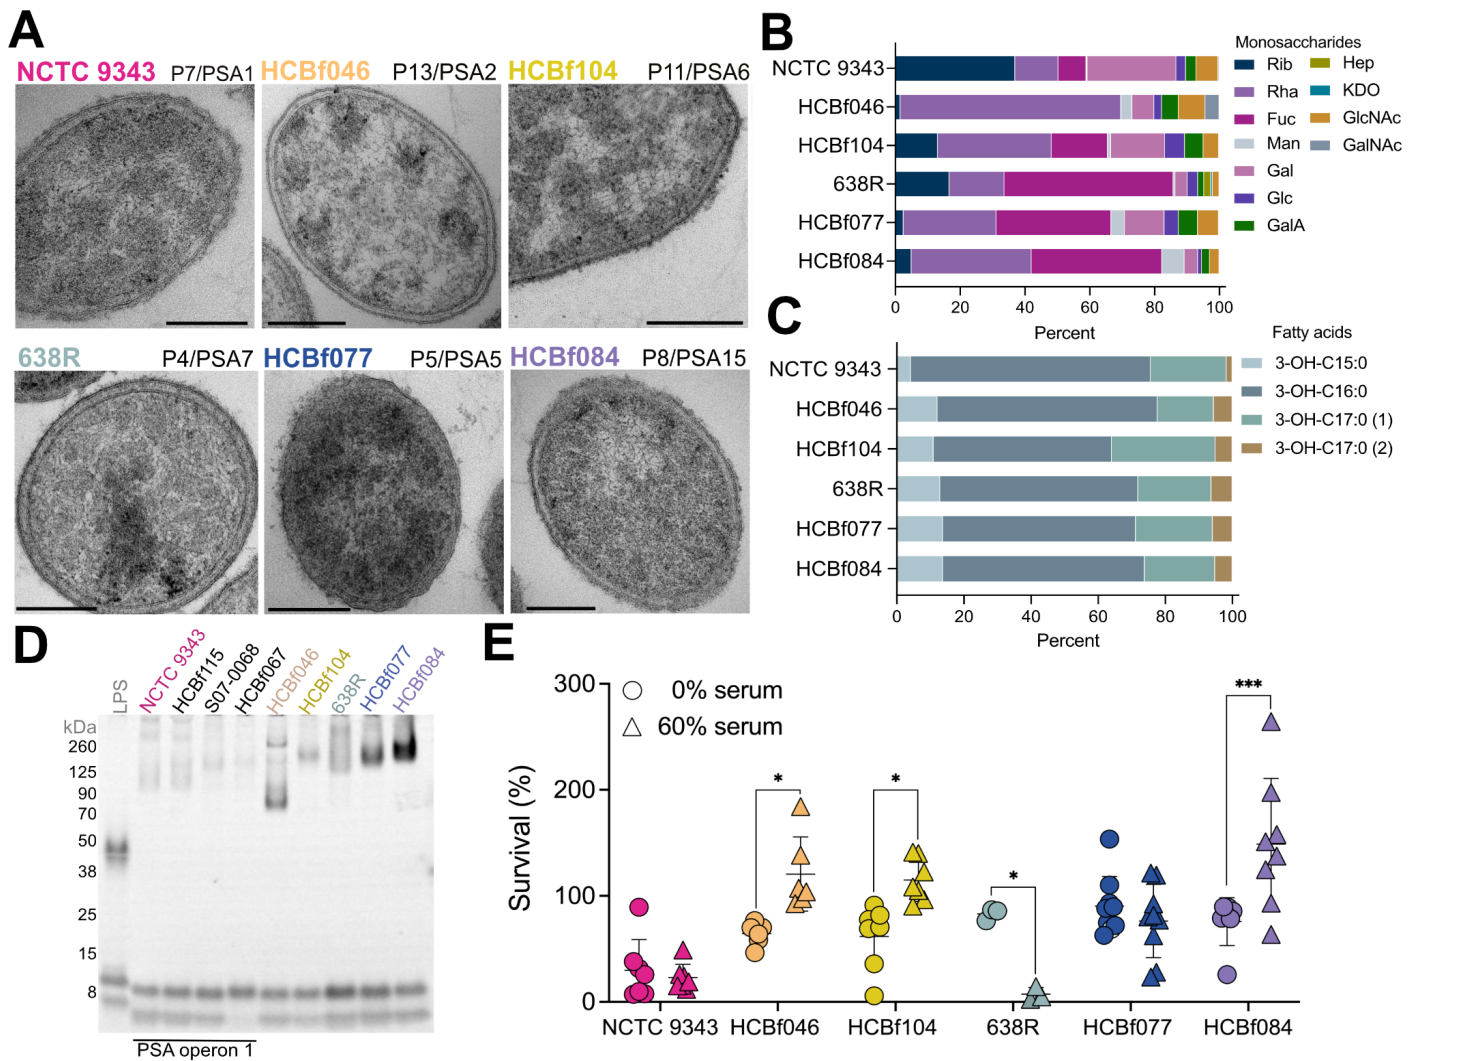 A
NCTC 9343 P7/PSA1
HCBf046 P13/PSA2
HCBf104 P11/PSA6
638R P4/PSA7
HCBf077 P5/PSA5
HCBf084 P8/PSA15
B
NCTC 9343
HCBf046
HCBf104
638R
HCBf077
HCBf084
0 20 40 60 80 100
Percent
Monosaccharides
Rib
Rha
Fuc
Man
Gal
Glc
GalA
Hep
KDO
GlcNAc
GalNAc
C
NCTC 9343
HCBf046
HCBf104
638R
HCBf077
HCBf084
0 20 40 60 80 100
Percent
Fatty acids
3-OH-C15:0
3-OH-C16:0
3-OH-C17:0 (1)
3-OH-C17:0 (2)
D
LPS
NCTC 9343
HCBf115
S07-0068
HCBf067
HCBf046
HCBf104
638R
HCBf077
HCBf084
kDa
260
125
90
70
50
38
25
15
8
PSA operon 1
E
Survival (%)
300
200
100
0
0% serum
60% serum
*
*
*
***
NCTC 9343 HCBf046 HCBf104 638R HCBf077 HCBf084